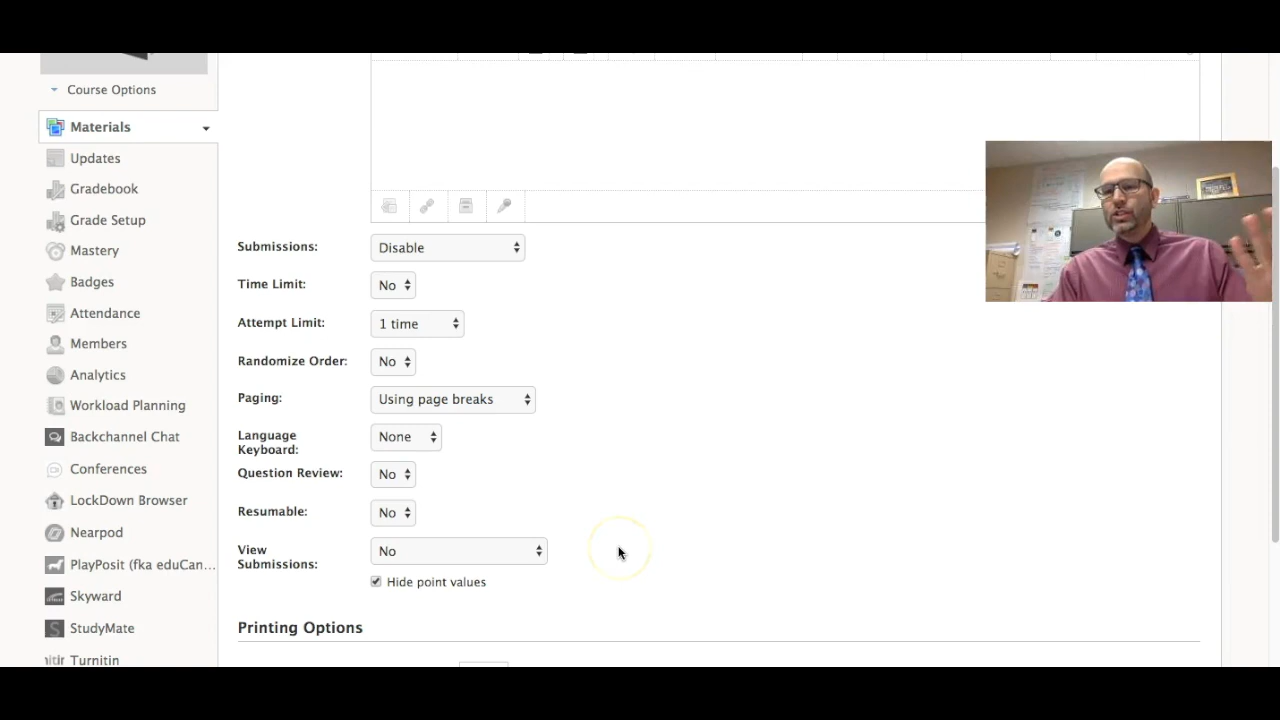 Course Options
Materials
Updates
Gradebook
Grade Setup
Mastery
Badges
Attendance
Members
Analytics
Workload Planning
Backchannel Chat
Conferences
LockDown Browser
Nearpod
PlayPosit (fka eduCan...
Skyward
StudyMate
Turnitin
Submissions: Disable
Time Limit: No
Attempt Limit: 1 time
Randomize Order: No
Paging: Using page breaks
Language
Keyboard: None
Question Review: No
Resumable: No
View
Submissions: No
Hide point values
Printing Options